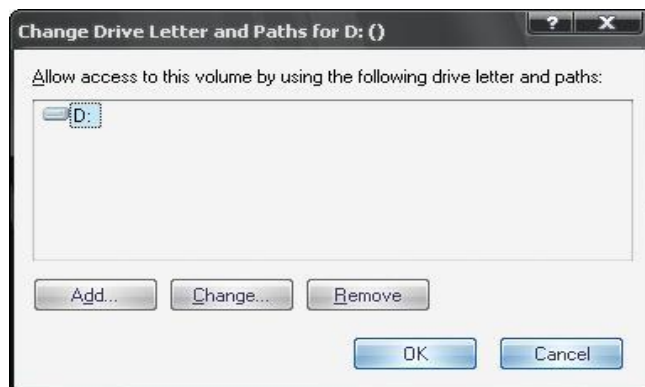 Change Drive Letter and Paths for D: ()
? X
Allow access to this volume by using the following drive letter and paths:
D:
Add... Change... Remove
OK Cancel